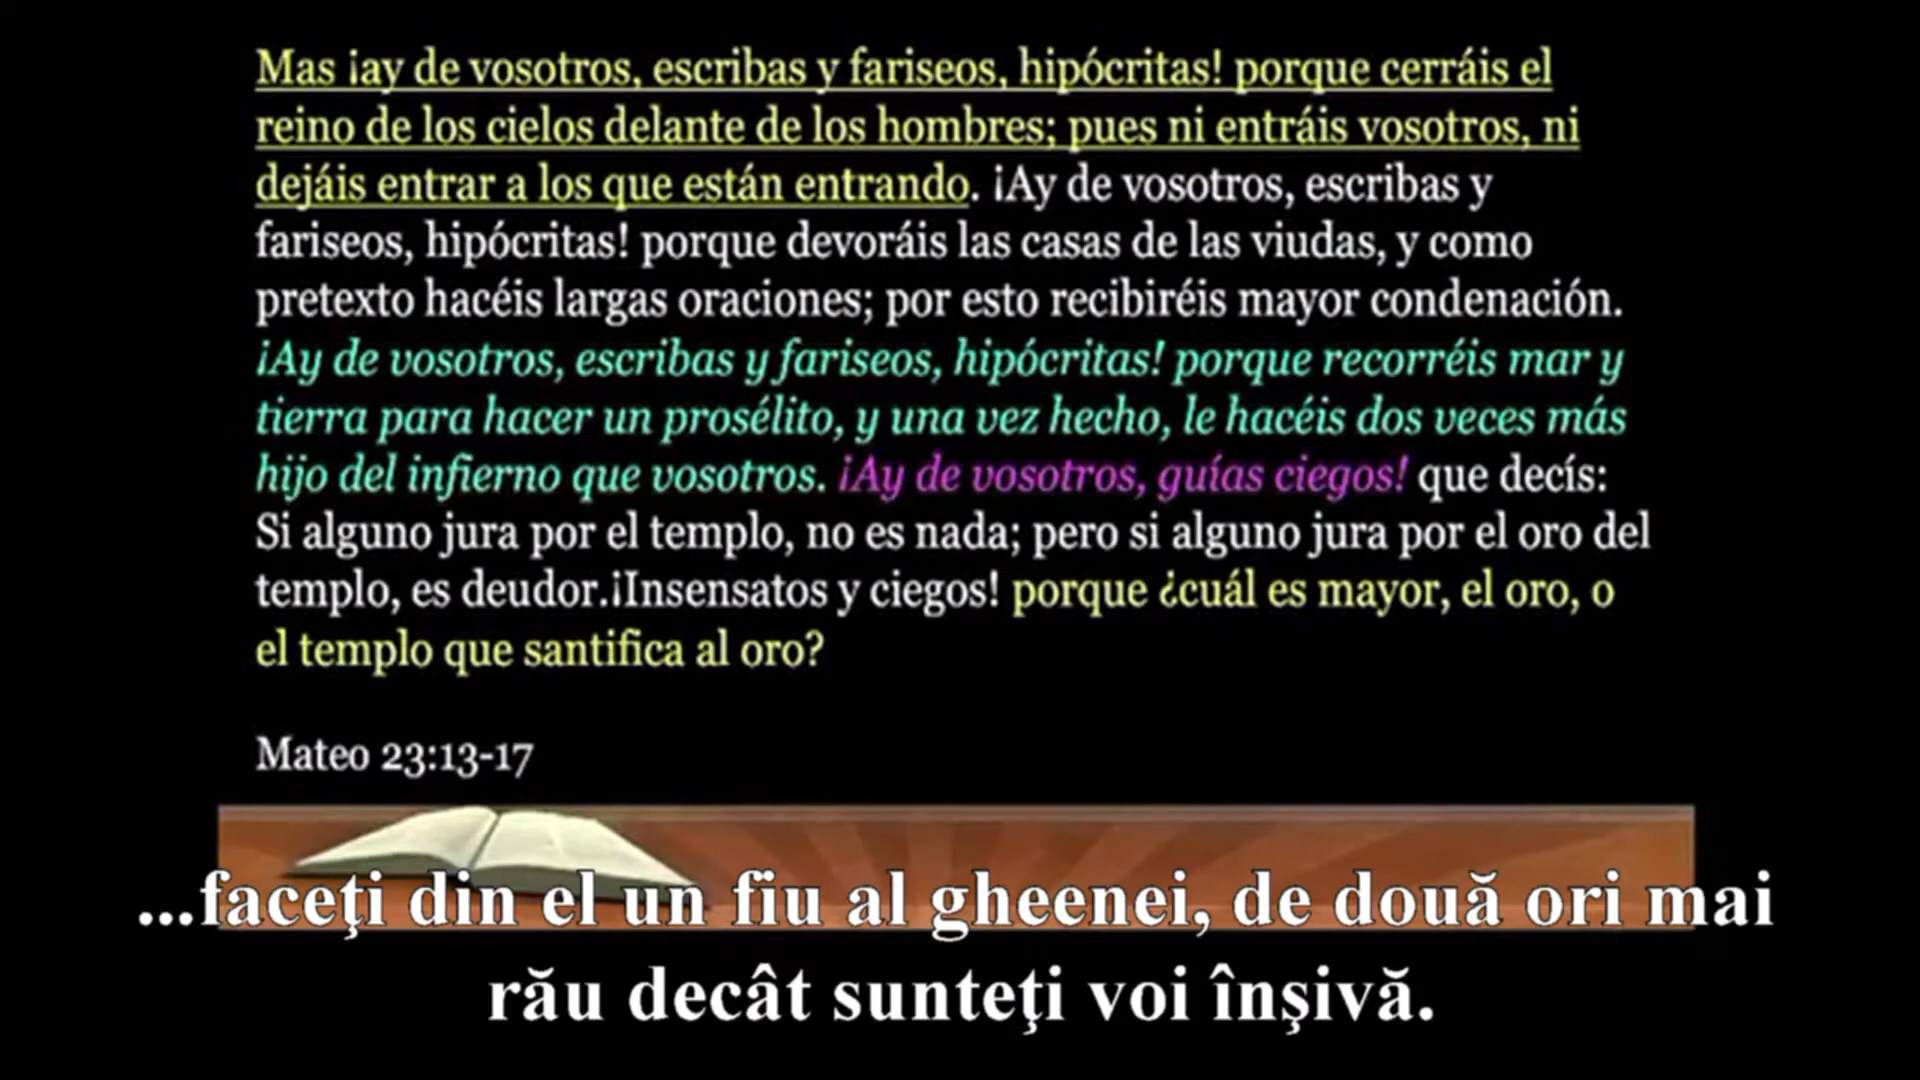 Mas ¡ay de vosotros, escribas y fariseos, hipócritas! porque cerráis el
reino de los cielos delante de los hombres; pues ni entráis vosotros, ni
dejáis entrar a los que están entrando. ¡Ay de vosotros, escribas y
fariseos, hipócritas! porque devoráis las casas de las viudas, y como
pretexto hacéis largas oraciones; por esto recibiréis mayor condenación.
¡Ay de vosotros, escribas y fariseos, hipócritas! porque recorréis mar y
tierra para hacer un prosélito, y una vez hecho, le hacéis dos veces más
hijo del infierno que vosotros. ¡Ay de vosotros, guías ciegos! que decís:
Si alguno jura por el templo, no es nada; pero si alguno jura por el oro del
templo, es deudor.¡Insensatos y ciegos! porque ¿cuál es mayor, el oro, o
el templo que santifica al oro?
Mateo 23:13-17
...faceţi din el un fiu al gheenei, de două ori mai
rău decât sunteţi voi înşivă.